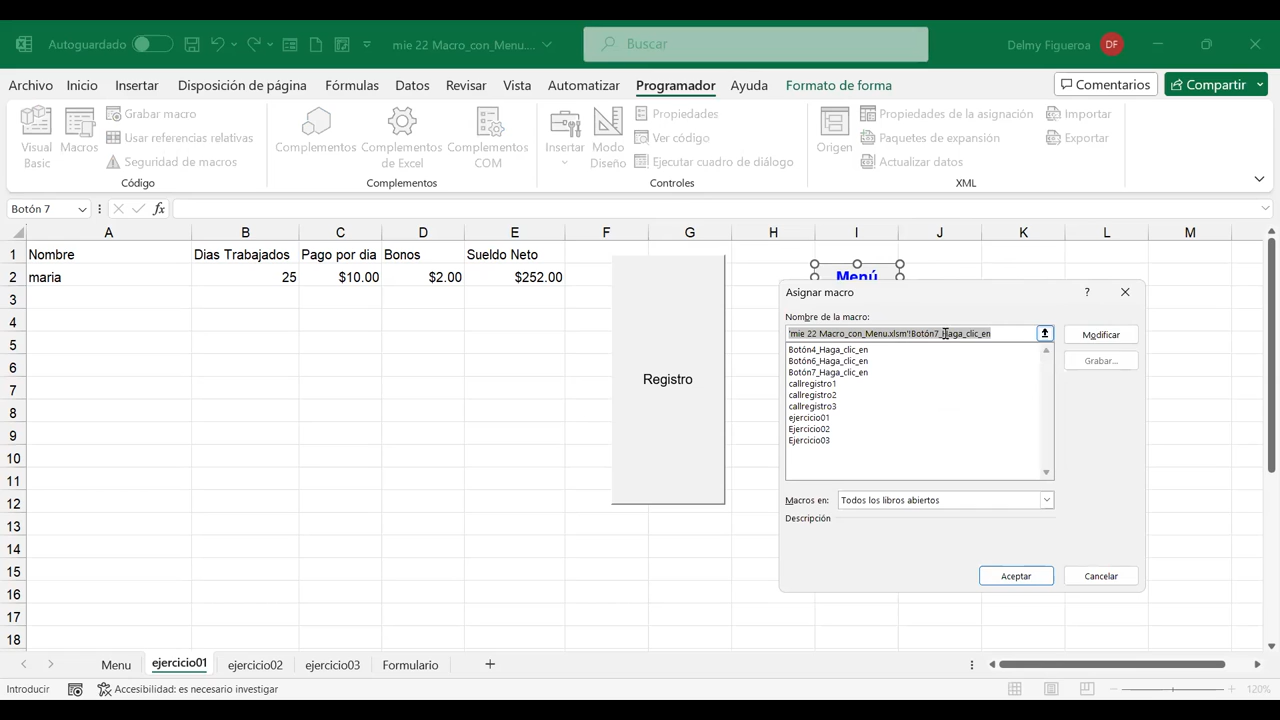 Autoguardado
mie 22 Macro_con_Menu....
Buscar
Delmy Figueroa DF
Archivo Inicio Insertar Disposición de página Fórmulas Datos Revisar Vista Automatizar Programador Ayuda Formato de forma Comentarios Compartir
Visual Basic
Macros
Grabar macro
Usar referencias relativas
Seguridad de macros
Código
Complementos
Complementos de Excel
Complementos COM
Complementos
Insertar
Modo Diseño
Propiedades
Ver código
Ejecutar cuadro de diálogo
Controles
Origen
Propiedades de la asignación
Paquetes de expansión
Actualizar datos
Importar
Exportar
XML
Botón 7 fx
A B C D E F G H I J K L M
1 Nombre Dias Trabajados Pago por dia Bonos Sueldo Neto
2 maria 25 $10.00 $2.00 $252.00
3
4
5
6
7
8
9
10
11
12
13
14
15
16
17
18
Registro
Menú
Asignar macro ?
Nombre de la macro:
'mie 22 Macro_con_Menu.xlsm'!Botón7_Haga_clic_en
Modificar
Botón4_Haga_clic_en
Botón6_Haga_clic_en
Botón7_Haga_clic_en
callregistro1
callregistro2
callregistro3
ejercicio01
Ejercicio02
Ejercicio03
Grabar...
Macros en: Todos los libros abiertos
Descripción
Aceptar Cancelar
Menu ejercicio01 ejercicio02 ejercicio03 Formulario
Introducir Accesibilidad: es necesario investigar 120%